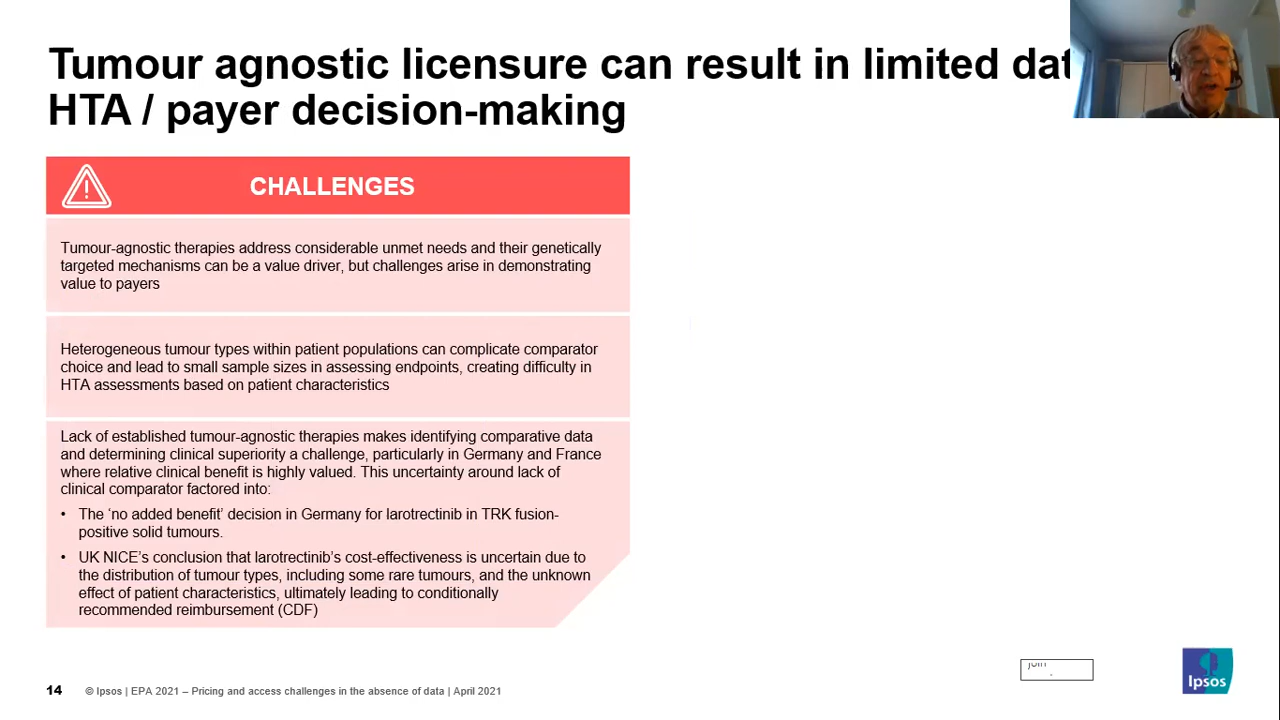 Tumour agnostic licensure can result in limited
HTA / payer decision-making
CHALLENGES
Tumour-agnostic therapies address considerable unmet needs and their genetically
targeted mechanisms can be a value driver, but challenges arise in demonstrating
value to payers
Heterogeneous tumour types within patient populations can complicate comparator
choice and lead to small sample sizes in assessing endpoints, creating difficulty in
HTA assessments based on patient characteristics
Lack of established tumour-agnostic therapies makes identifying comparative data
and determining clinical superiority a challenge, particularly in Germany and France
where relative clinical benefit is highly valued. This uncertainty around lack of
clinical comparator factored into:
• The ‘no added benefit’ decision in Germany for larotrectinib in TRK fusion-
positive solid tumours.
• UK NICE’s conclusion that larotrectinib’s cost-effectiveness is uncertain due to
the distribution of tumour types, including some rare tumours, and the unknown
effect of patient characteristics, ultimately leading to conditionally
recommended reimbursement (CDF)
14 © Ipsos | EPA 2021 – Pricing and access challenges in the absence of data | April 2021
Ipsos